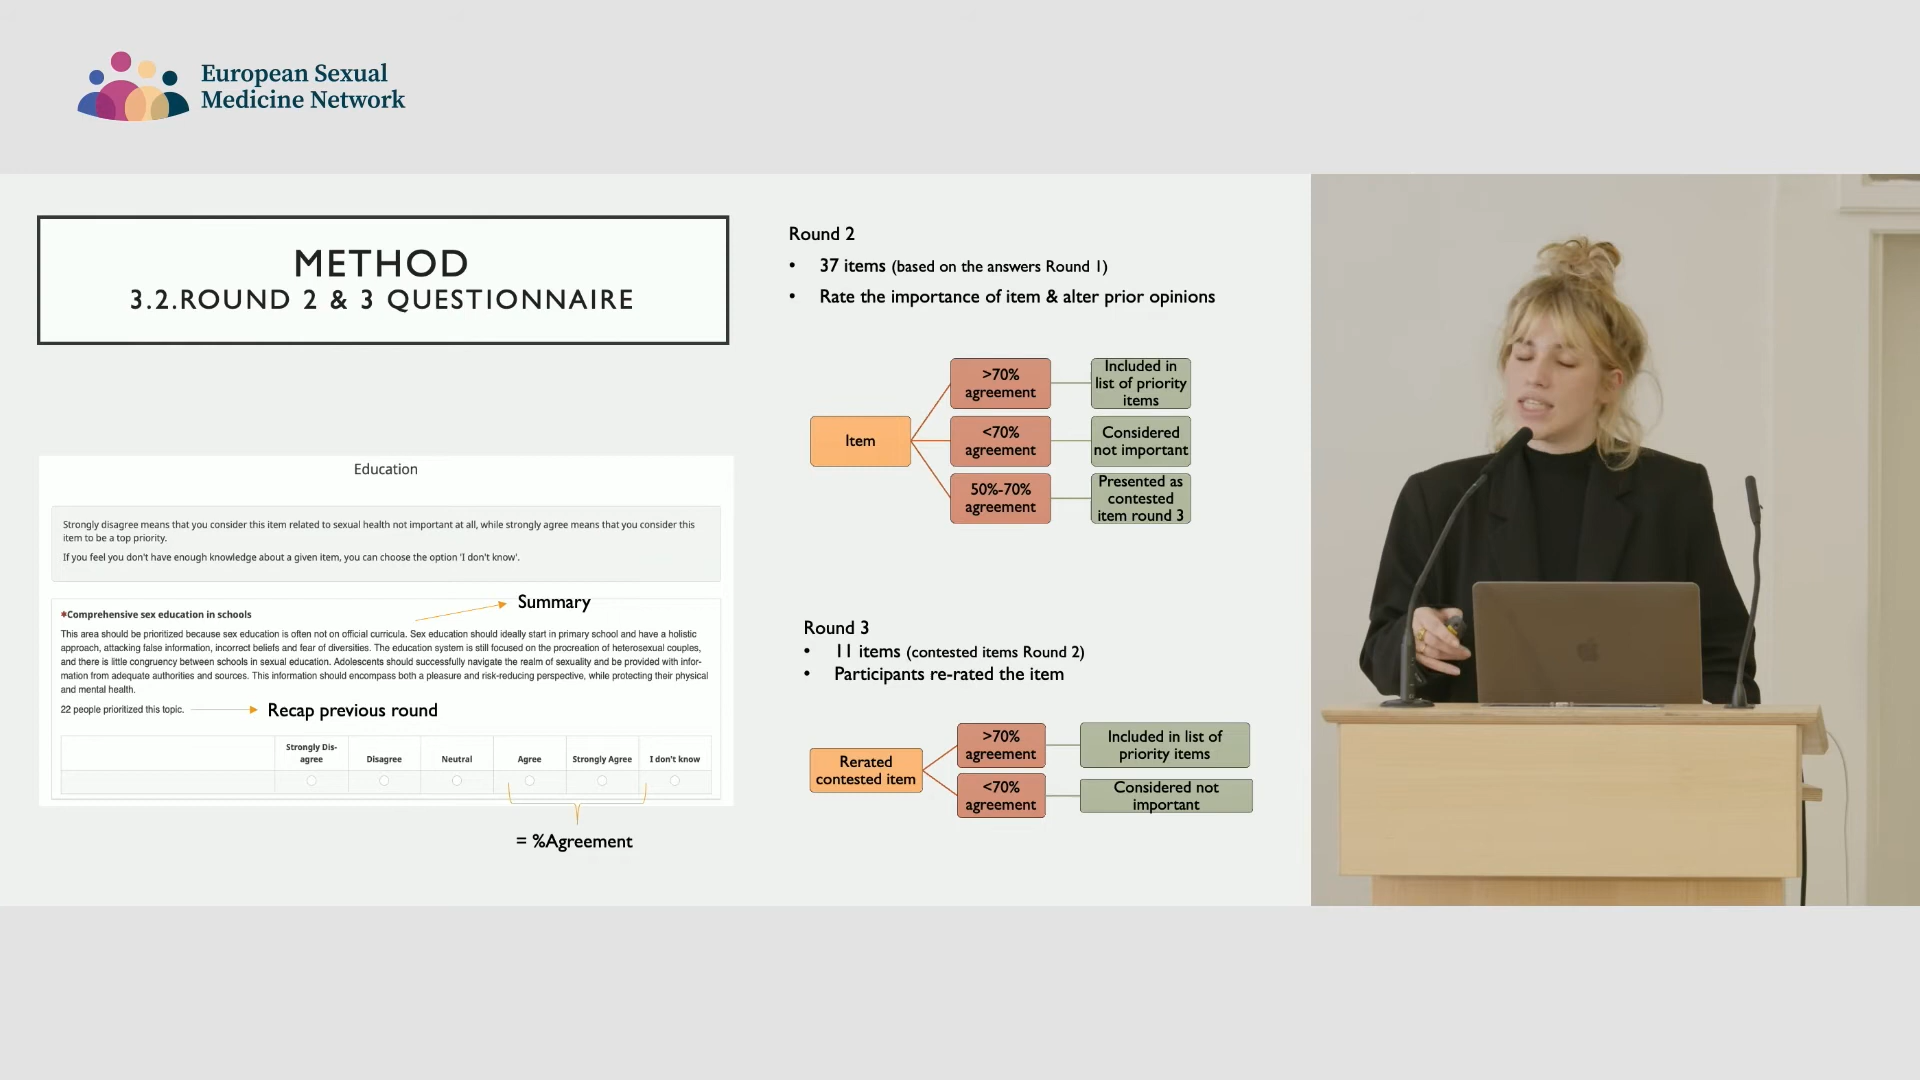 European Sexual
Medicine Network
METHOD
3.2.ROUND 2 & 3 QUESTIONNAIRE
Education
Strongly disagree means that you consider this item related to sexual health not important at all, while strongly agree means that you consider this
item to be a top priority.
If you feel you don't have enough knowledge about a given item, you can choose the option 'I don't know'.
Summary
*Comprehensive sex education in schools
This area should be prioritized because sex education is often not on official curricula. Sex education should ideally start in primary school and have a holistic
approach, attacking false information, incorrect beliefs and fear of diversities. The education system is still focused on the procreation of heterosexual couples,
and there is little congruency between schools in sexual education. Adolescents should successfully navigate the realm of sexuality and be provided with infor-
mation from adequate authorities and sources. This information should encompass both a pleasure and risk-reducing perspective, while protecting their physical
and mental health.
22 people prioritized this topic.
Recap previous round
Strongly Dis-
agree
Disagree
Neutral
Agree
Strongly Agree
I don't know
= %Agreement
Round 2
• 37 items (based on the answers Round 1)
• Rate the importance of item & alter prior opinions
Item
>70%
agreement
Included in
list of priority
items
<70%
agreement
Considered
not important
50%-70%
agreement
Presented as
contested
item round 3
Round 3
• 11 items (contested items Round 2)
• Participants re-rated the item
Rerated
contested item
>70%
agreement
Included in list of
priority items
<70%
agreement
Considered not
important